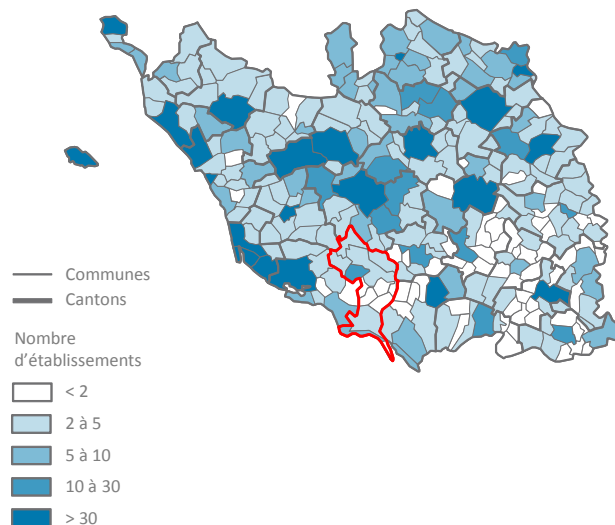 Communes
Cantons
Nombre
d'établissements
< 2
2 à 5
5 à 10
10 à 30
> 30